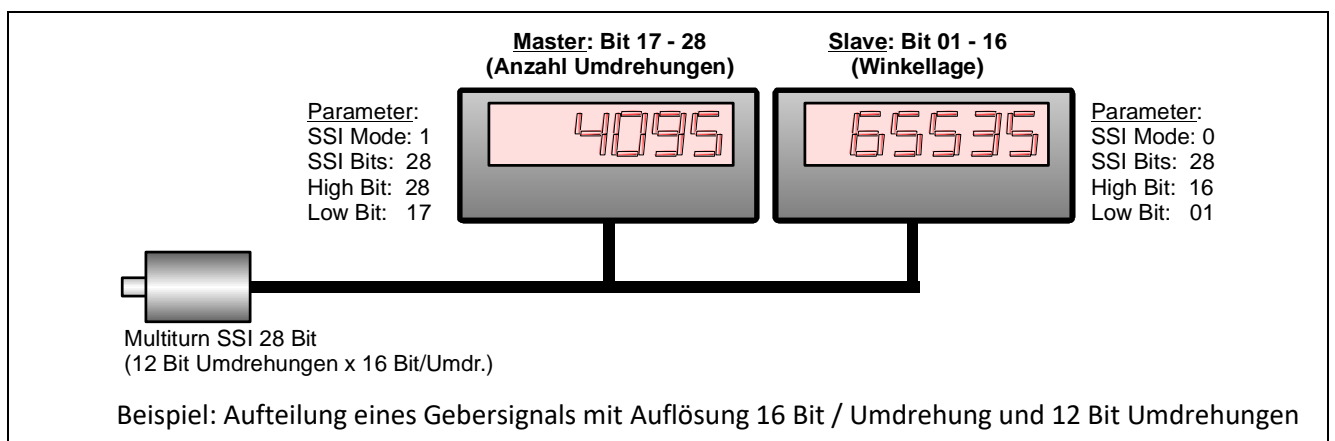 Master: Bit 17 - 28
(Anzahl Umdrehungen)
Slave: Bit 01 - 16
(Winkellage)
Parameter:
SSI Mode: 1
SSI Bits: 28
High Bit: 28
Low Bit: 17
4095
65535
Parameter:
SSI Mode: 0
SSI Bits: 28
High Bit: 16
Low Bit: 01
Multiturn SSI 28 Bit
(12 Bit Umdrehungen x 16 Bit/Umdr.)
Beispiel: Aufteilung eines Gebersignals mit Auflösung 16 Bit / Umdrehung und 12 Bit Umdrehungen